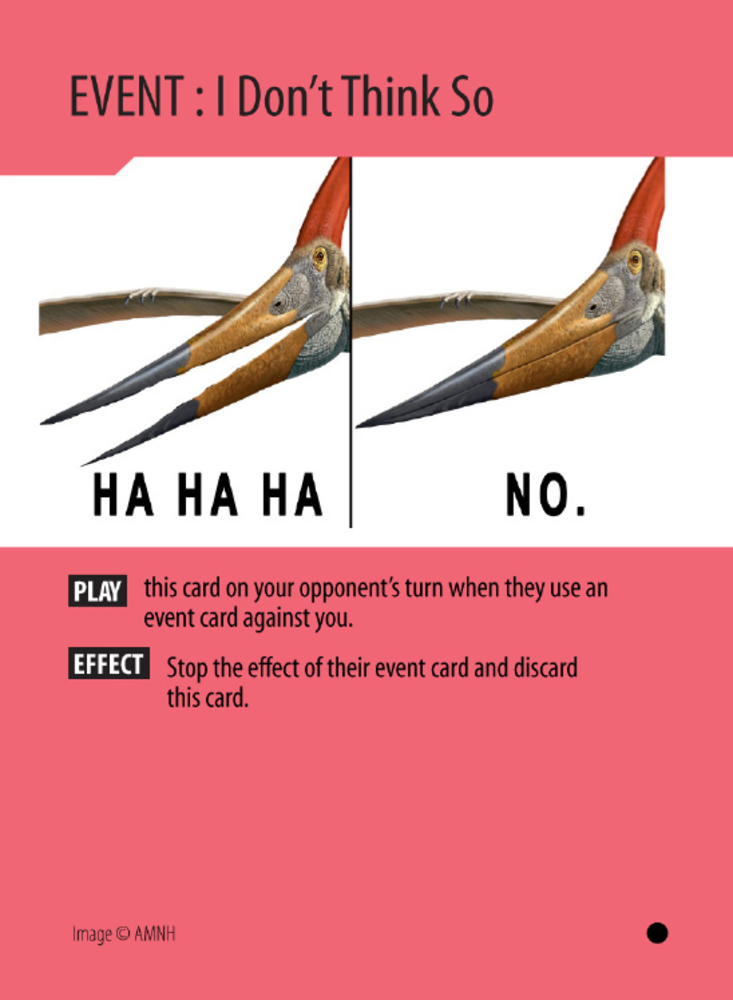 EVENT : I Don’t Think So
HA HA HA
NO.
PLAY this card on your opponent’s turn when they use an
event card against you.
EFFECT Stop the effect of their event card and discard
this card.
Image © AMNH